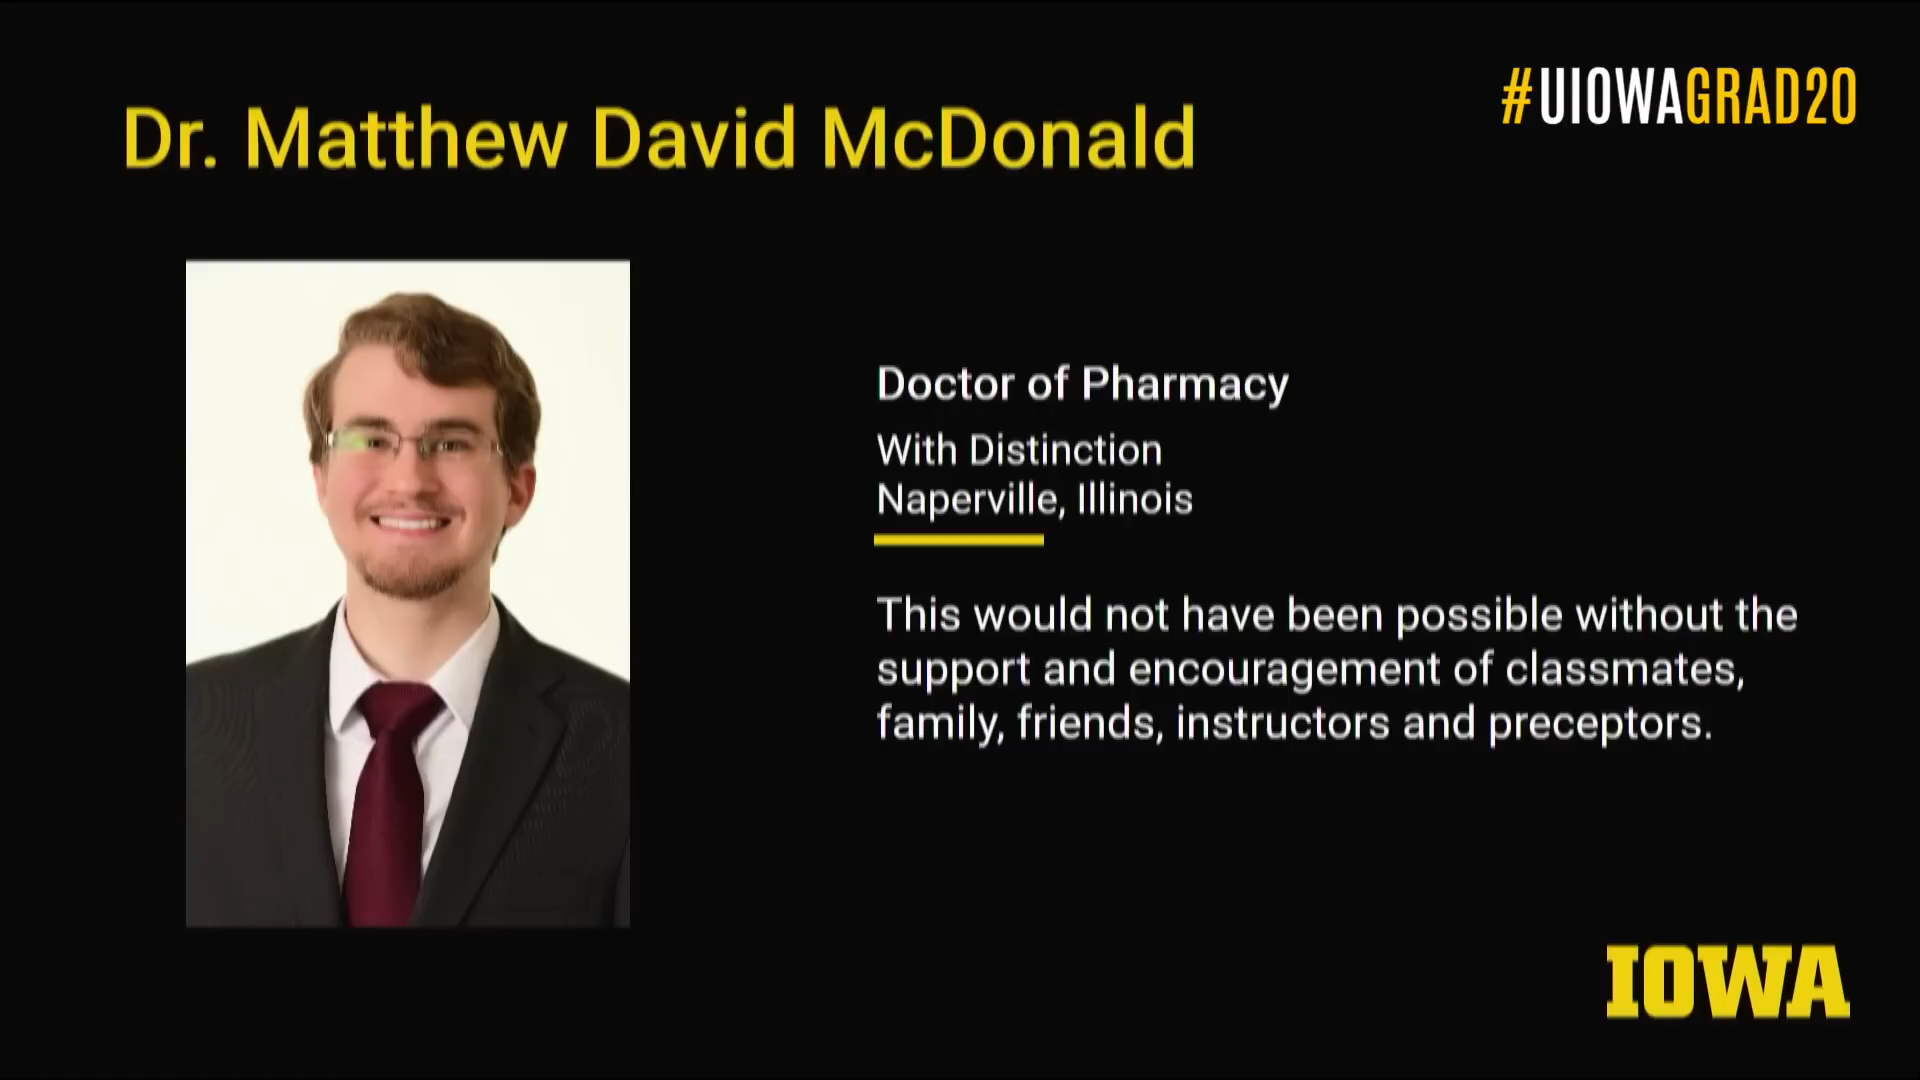 #UIOWAGRAD20
Dr. Matthew David McDonald
Doctor of Pharmacy
With Distinction
Naperville, Illinois
This would not have been possible without the
support and encouragement of classmates,
family, friends, instructors and preceptors.
IOWA